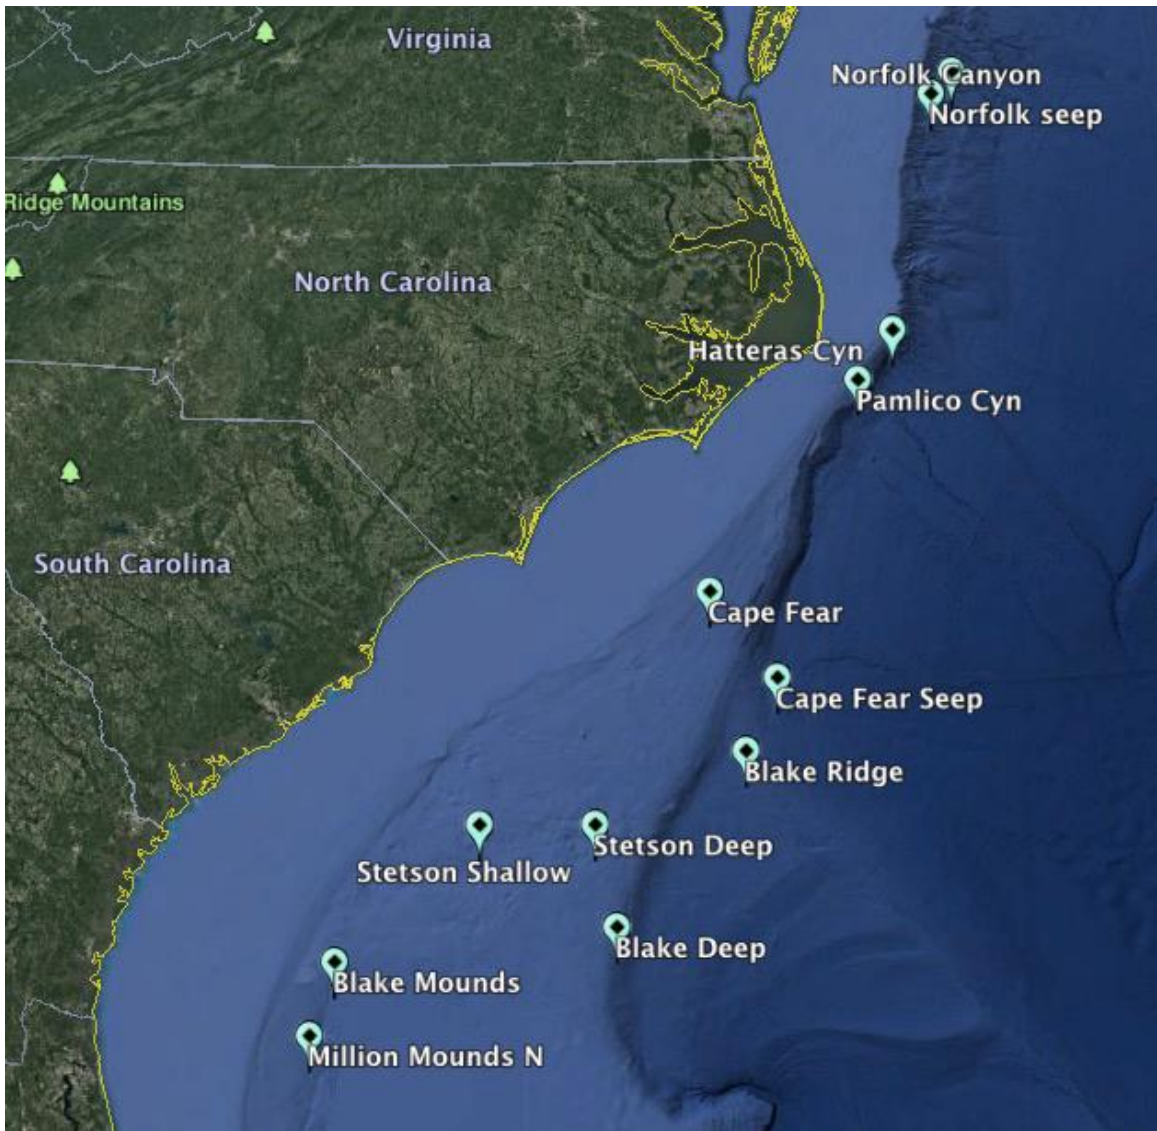 Virginia
Norfolk Canyon
Norfolk seep
Ridge Mountains
North Carolina
Hatteras Cyn
Pamlico Cyn
South Carolina
Cape Fear
Cape Fear Seep
Blake Ridge
Stetson Deep
Stetson Shallow
Blake Deep
Blake Mounds
Million Mounds N